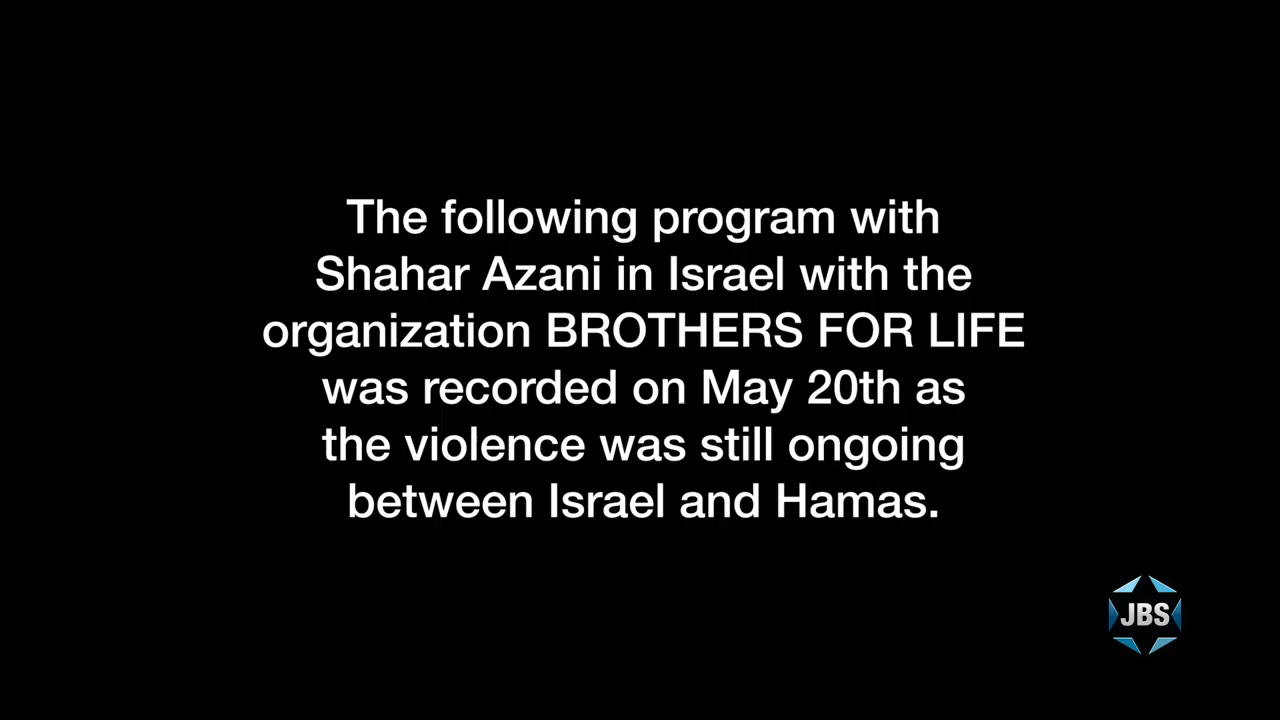 The following program with
Shahar Azani in Israel with the
organization BROTHERS FOR LIFE
was recorded on May 20th as
the violence was still ongoing
between Israel and Hamas.
JBS